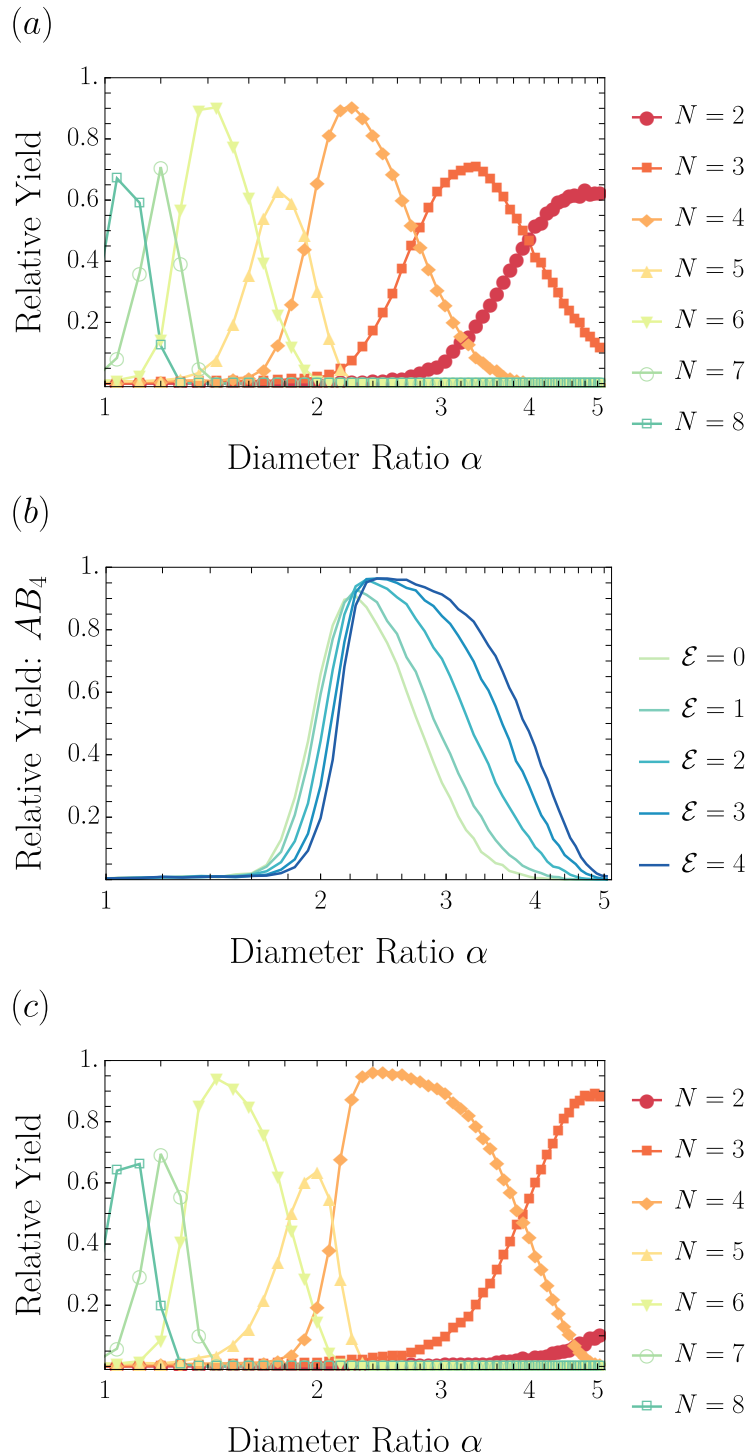 (a)
Relative Yield
1.
0.8
0.6
0.4
0.2
1 2 3 4 5
Diameter Ratio α
N = 2
N = 3
N = 4
N = 5
N = 6
N = 7
N = 8
(b)
Relative Yield: AB₄
1.
0.8
0.6
0.4
0.2
1 2 3 4 5
Diameter Ratio α
ℰ = 0
ℰ = 1
ℰ = 2
ℰ = 3
ℰ = 4
(c)
Relative Yield
1.
0.8
0.6
0.4
0.2
1 2 3 4 5
Diameter Ratio α
N = 2
N = 3
N = 4
N = 5
N = 6
N = 7
N = 8